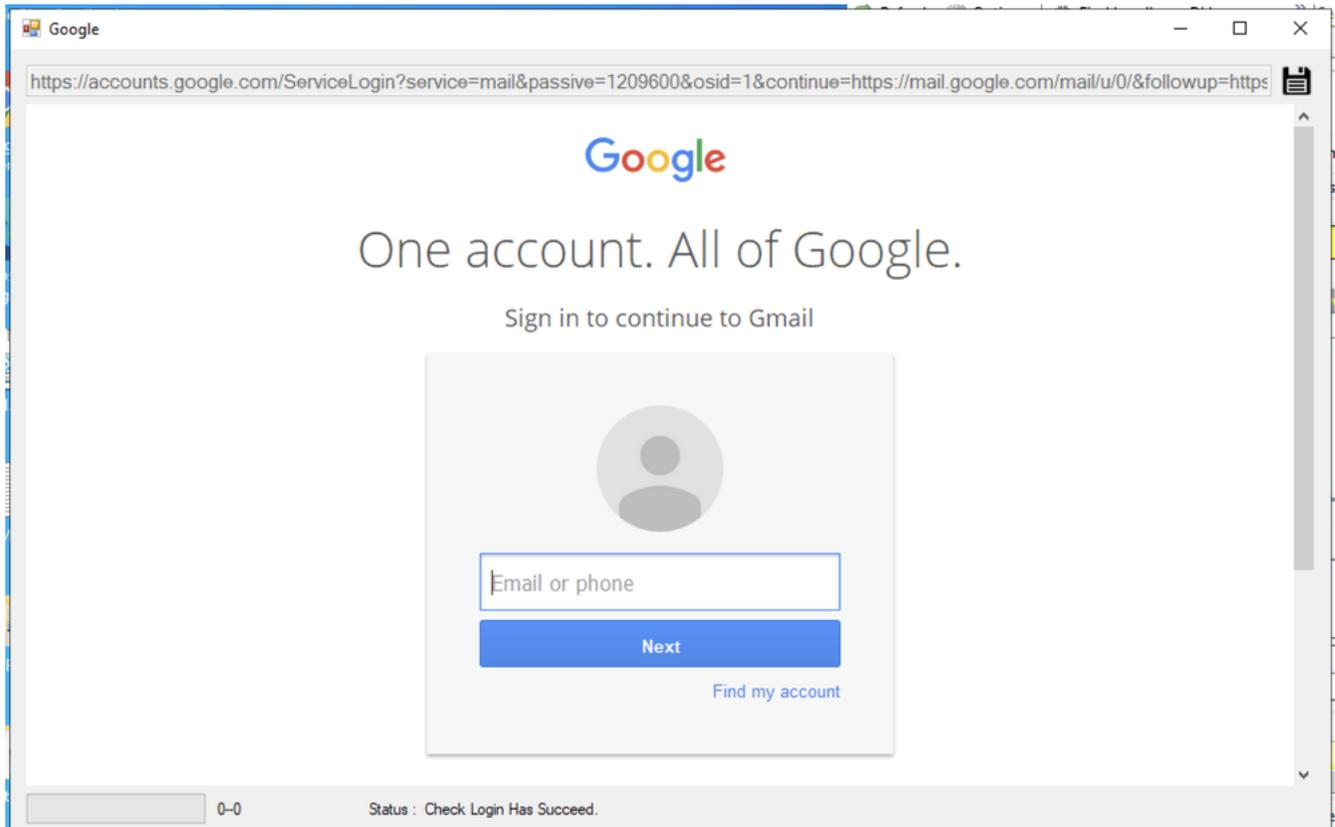 Google
https://accounts.google.com/ServiceLogin?service=mail&passive=1209600&osid=1&continue=https://mail.google.com/mail/u/0/&followup=https
Google
One account. All of Google.
Sign in to continue to Gmail
Email or phone
Next
Find my account
0--0
Status : Check Login Has Succeed.